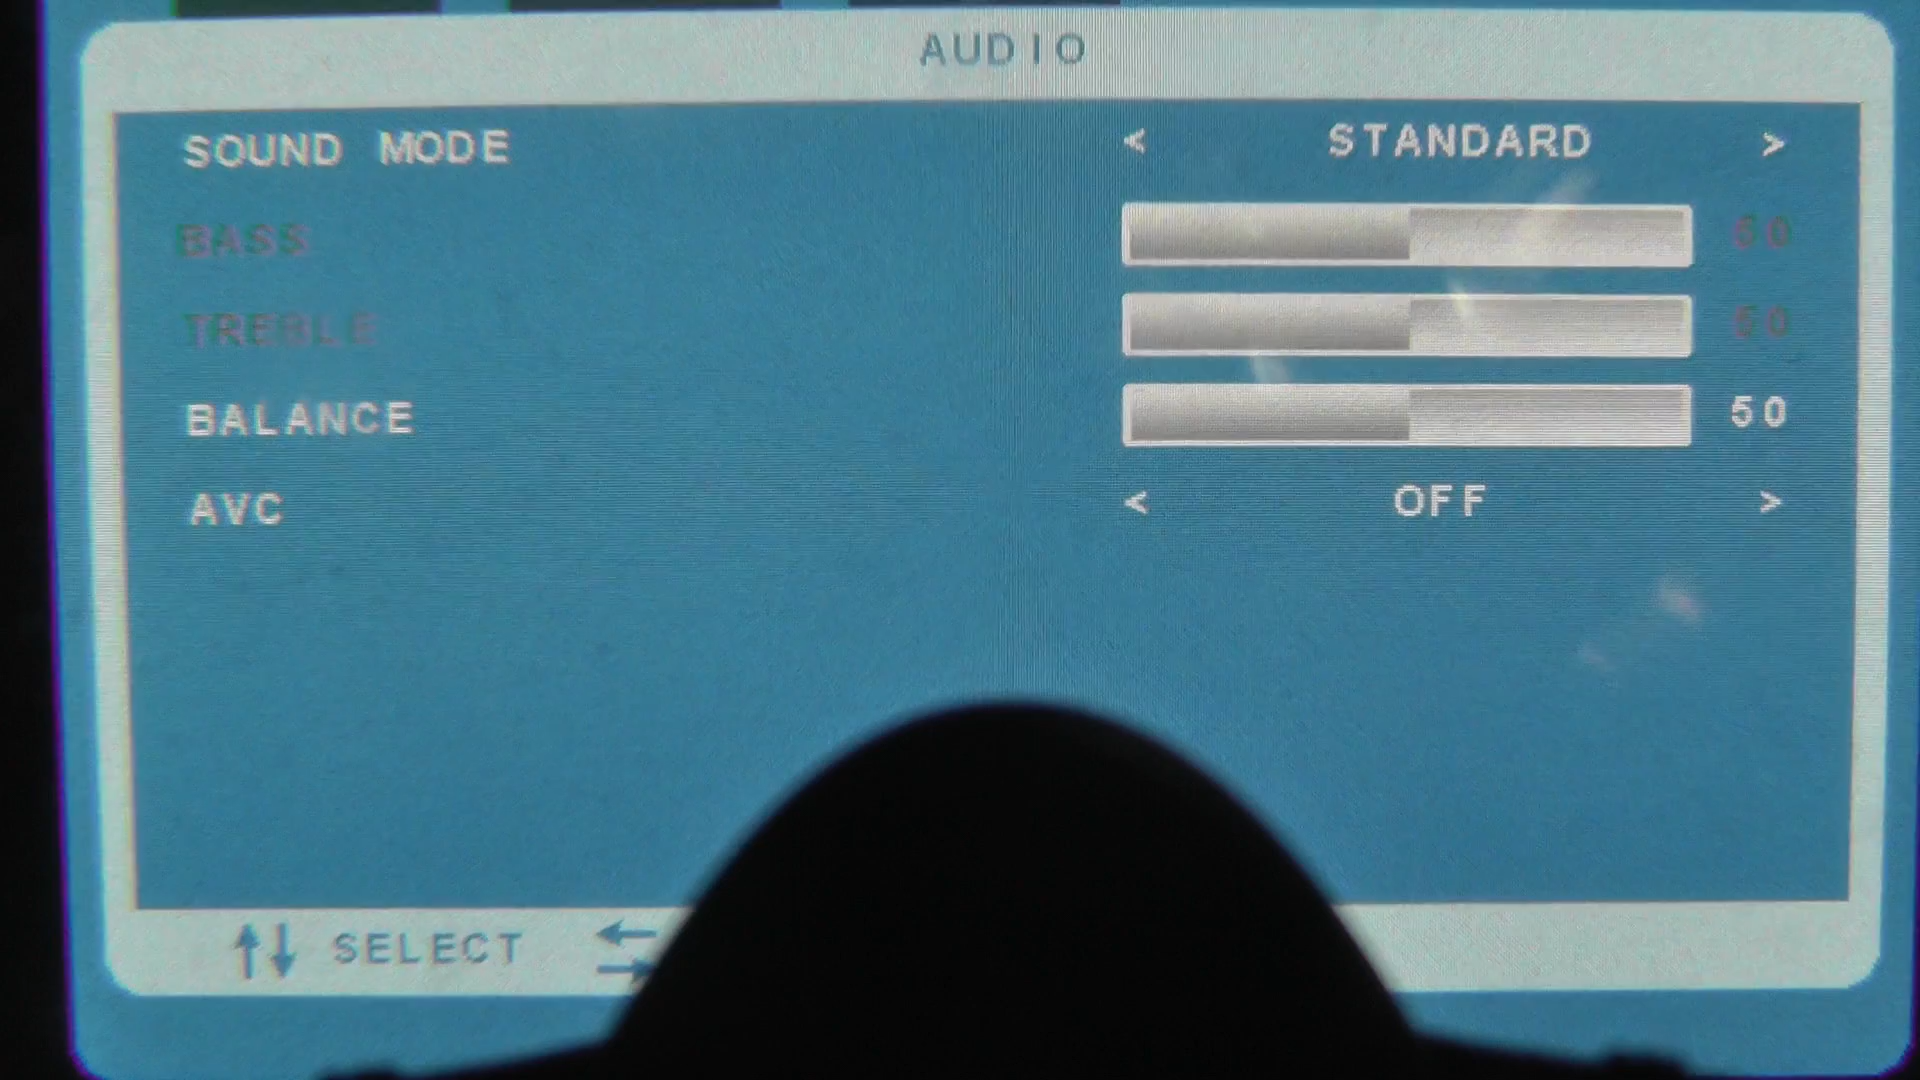 AUDIO
SOUND MODE < STANDARD >
BASS 50
TREBLE 50
BALANCE 50
AVC < OFF >
SELECT